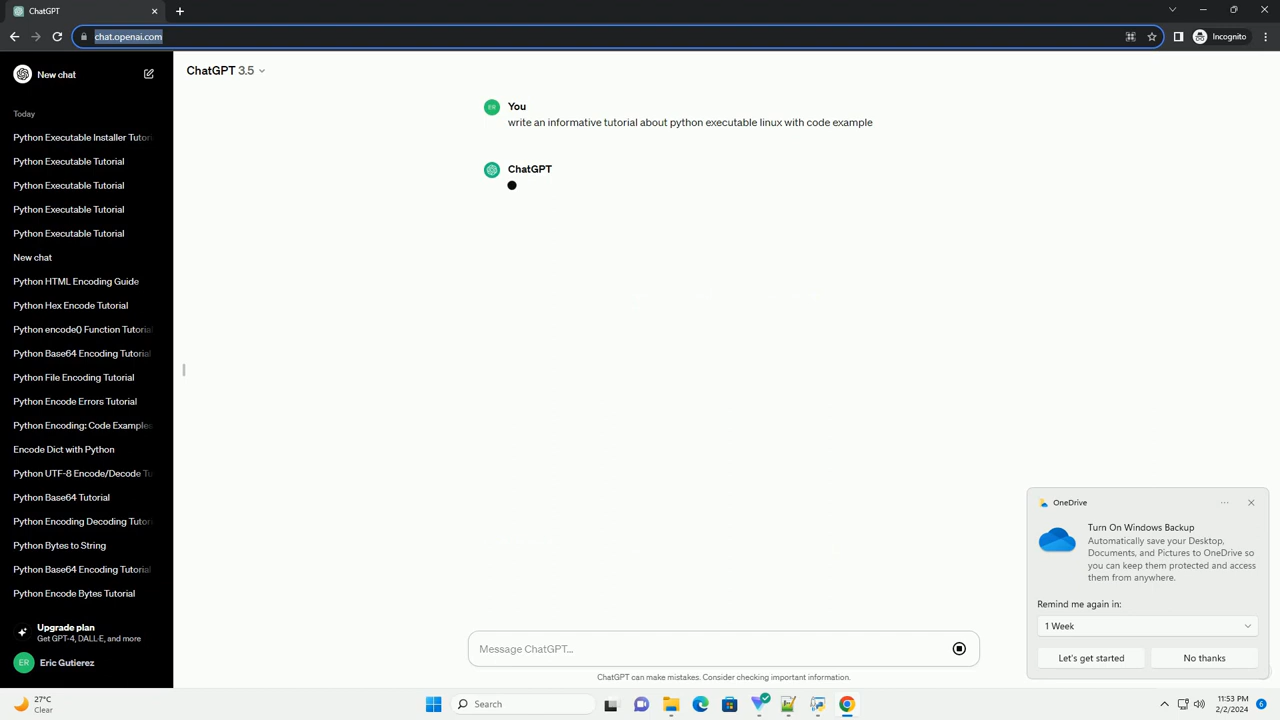 ChatGPT
chat.openai.com
Incognito
New chat
Today
Python Executable Installer Tutori
Python Executable Tutorial
Python Executable Tutorial
Python Executable Tutorial
Python Executable Tutorial
New chat
Python HTML Encoding Guide
Python Hex Encode Tutorial
Python encode() Function Tutorial
Python Base64 Encoding Tutorial
Python File Encoding Tutorial
Python Encode Errors Tutorial
Python Encoding: Code Examples
Encode Dict with Python
Python UTF-8 Encode/Decode Tu
Python Base64 Tutorial
Python Encoding Decoding Tutori
Python Bytes to String
Python Base64 Encoding Tutorial
Python Encode Bytes Tutorial
Upgrade plan
Get GPT-4, DALL·E, and more
ER Eric Gutierez
ChatGPT 3.5
ER You
write an informative tutorial about python executable linux with code example
ChatGPT
Message ChatGPT...
ChatGPT can make mistakes. Consider checking important information.
OneDrive
Turn On Windows Backup
Automatically save your Desktop,
Documents, and Pictures to OneDrive so
you can keep them protected and access
them from anywhere.
Remind me again in:
1 Week
Let's get started
No thanks
27°C
Clear
Search
11:53 PM
2/2/2024
6